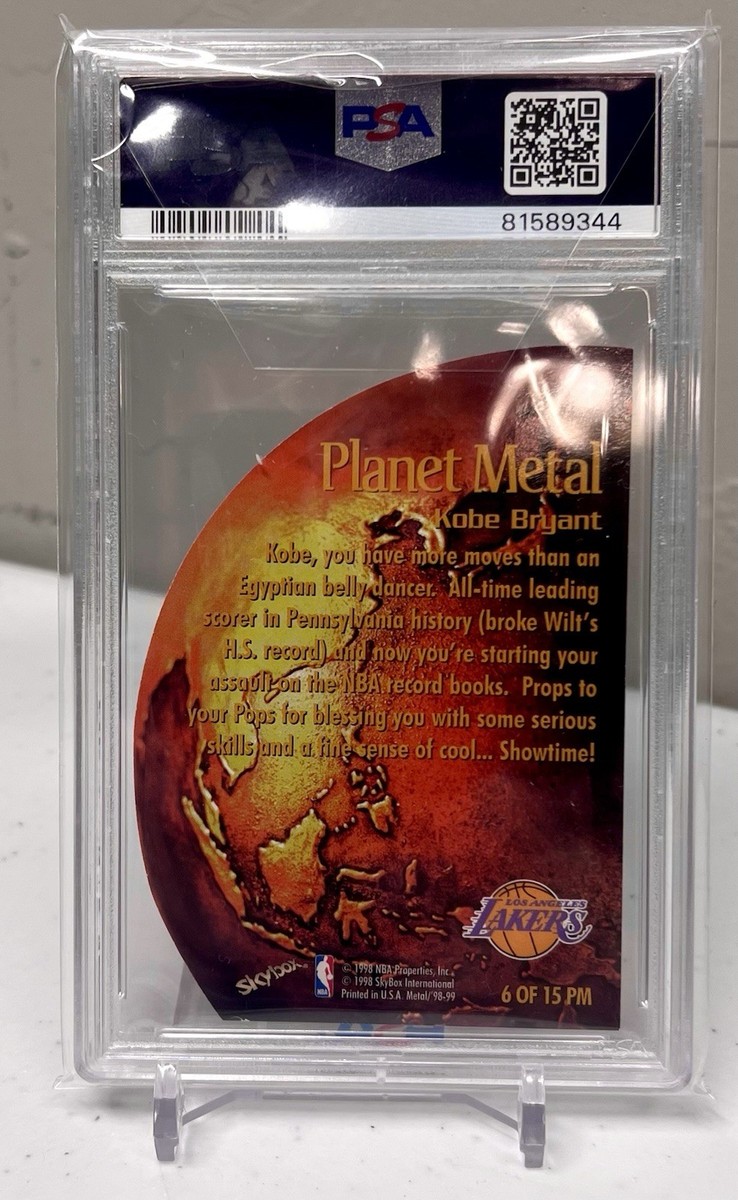 PSA
81589344
Planet Metal
Kobe Bryant
Kobe, you have more moves than an
Egyptian belly dancer. All-time leading
scorer in Pennsylvania history (broke Wilt's
H.S. record) and now you're starting your
assault on the NBA record books. Props to
your Pops for blessing you with some serious
skills and a fine sense of cool... Showtime!
LOS ANGELES
LAKERS
SkyBox
NBA
© 1998 NBA Properties, Inc.
© 1998 SkyBox International
Printed in U.S.A. Metal/'98-99
6 OF 15 PM